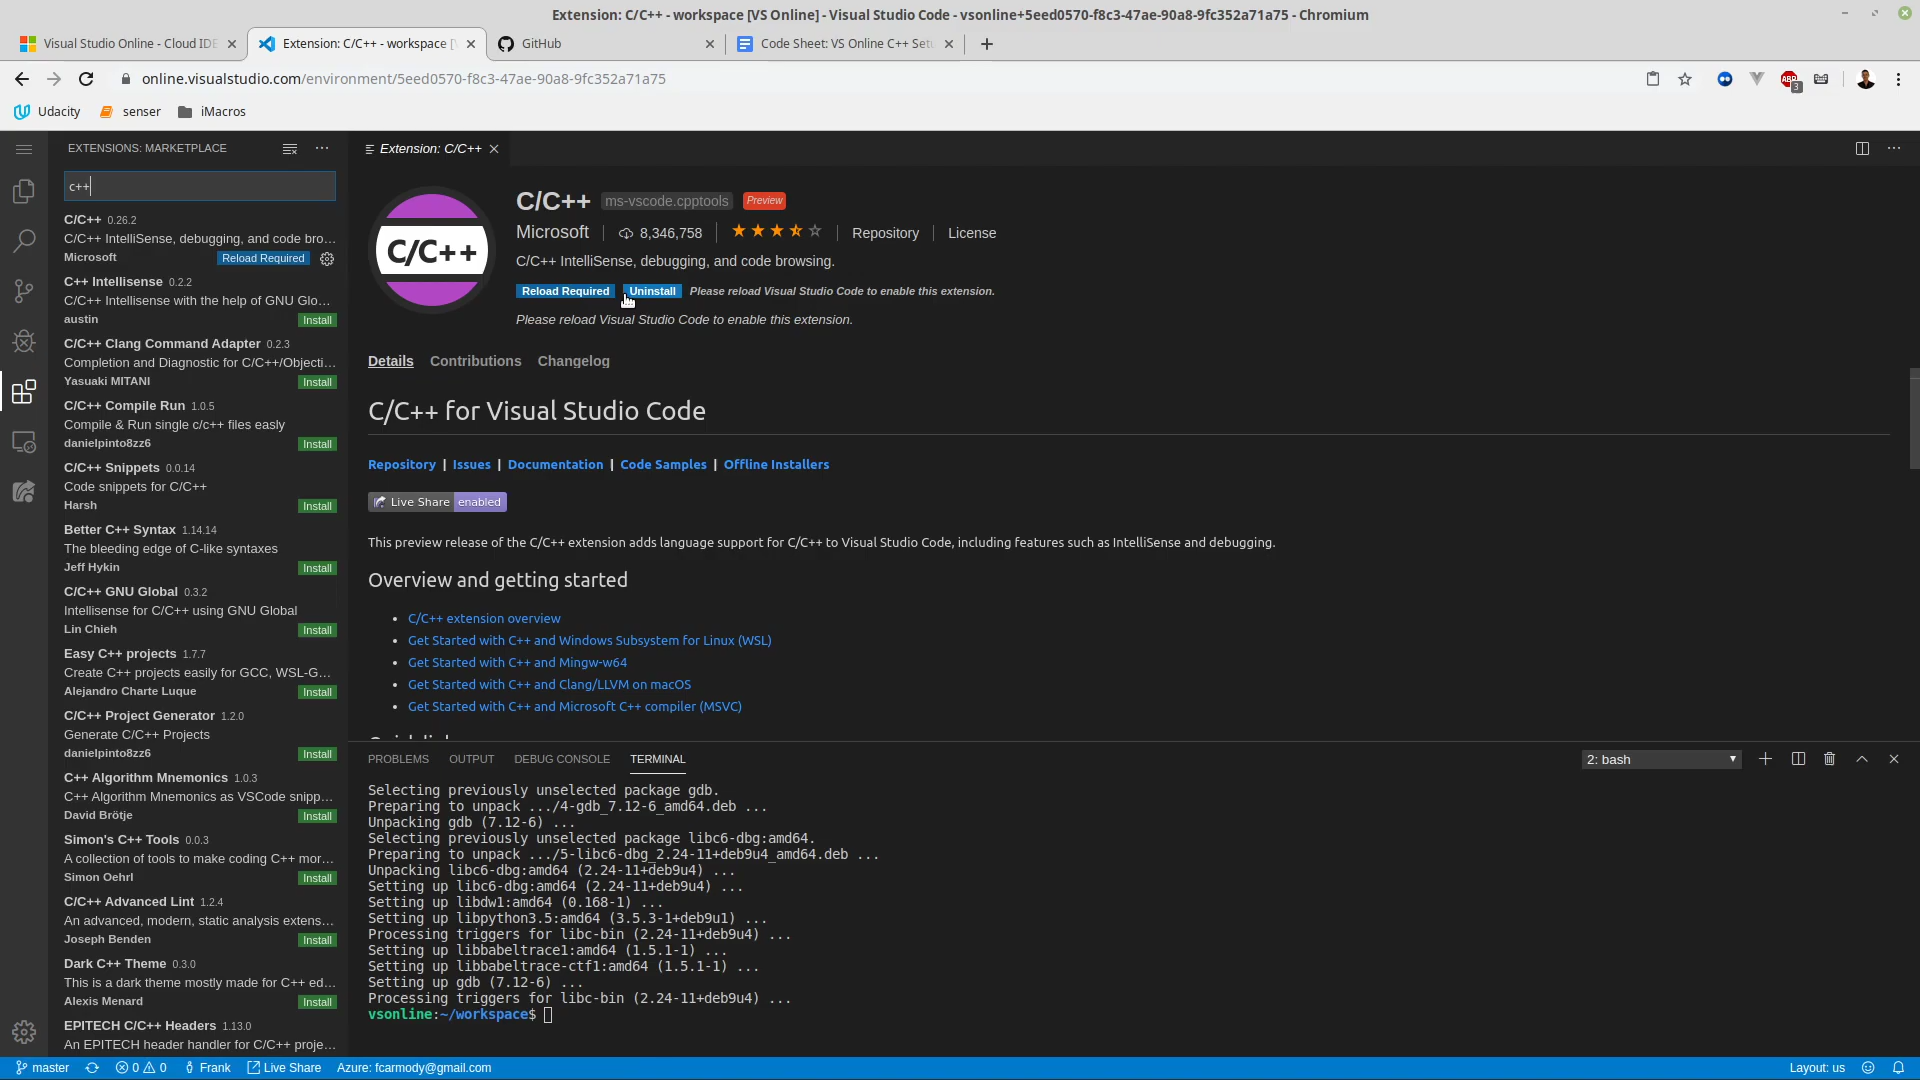 Extension: C/C++ - workspace [VS Online] - Visual Studio Code - vsonline+5eed0570-f8c3-47ae-90a8-9fc352a71a75 - Chromium
Visual Studio Online - Cloud IDE
Extension: C/C++ - workspace [V
GitHub
Code Sheet: VS Online C++ Setu
online.visualstudio.com/environment/5eed0570-f8c3-47ae-90a8-9fc352a71a75
ABP
3
Udacity
senser
iMacros
EXTENSIONS: MARKETPLACE
c++
C/C++ 0.26.2
C/C++ IntelliSense, debugging, and code bro...
Microsoft
Reload Required
C++ Intellisense 0.2.2
C/C++ Intellisense with the help of GNU Glo...
austin
Install
C/C++ Clang Command Adapter 0.2.3
Completion and Diagnostic for C/C++/Objecti...
Yasuaki MITANI
Install
C/C++ Compile Run 1.0.5
Compile & Run single c/c++ files easly
danielpinto8zz6
Install
C/C++ Snippets 0.0.14
Code snippets for C/C++
Harsh
Install
Better C++ Syntax 1.14.14
The bleeding edge of C-like syntaxes
Jeff Hykin
Install
C/C++ GNU Global 0.3.2
Intellisense for C/C++ using GNU Global
Lin Chieh
Install
Easy C++ projects 1.7.7
Create C++ projects easily for GCC, WSL-G...
Alejandro Charte Luque
Install
C/C++ Project Generator 1.2.0
Generate C/C++ Projects
danielpinto8zz6
Install
C++ Algorithm Mnemonics 1.0.3
C++ Algorithm Mnemonics as VSCode snipp...
David Brötje
Install
Simon's C++ Tools 0.0.3
A collection of tools to make coding C++ mor...
Simon Oehrl
Install
C/C++ Advanced Lint 1.2.4
An advanced, modern, static analysis extens...
Joseph Benden
Install
Dark C++ Theme 0.3.0
This is a dark theme mostly made for C++ ed...
Alexis Menard
Install
EPITECH C/C++ Headers 1.13.0
An EPITECH header handler for C/C++ proje...
Extension: C/C++
C/C++
C/C++ ms-vscode.cpptools Preview
Microsoft 8,346,758 Repository License
C/C++ IntelliSense, debugging, and code browsing.
Reload Required Uninstall Please reload Visual Studio Code to enable this extension.
Please reload Visual Studio Code to enable this extension.
Details Contributions Changelog
C/C++ for Visual Studio Code
Repository | Issues | Documentation | Code Samples | Offline Installers
Live Share enabled
This preview release of the C/C++ extension adds language support for C/C++ to Visual Studio Code, including features such as IntelliSense and debugging.
Overview and getting started
• C/C++ extension overview
• Get Started with C++ and Windows Subsystem for Linux (WSL)
• Get Started with C++ and Mingw-w64
• Get Started with C++ and Clang/LLVM on macOS
• Get Started with C++ and Microsoft C++ compiler (MSVC)
PROBLEMS OUTPUT DEBUG CONSOLE TERMINAL
2: bash
Selecting previously unselected package gdb.
Preparing to unpack .../4-gdb_7.12-6_amd64.deb ...
Unpacking gdb (7.12-6) ...
Selecting previously unselected package libc6-dbg:amd64.
Preparing to unpack .../5-libc6-dbg_2.24-11+deb9u4_amd64.deb ...
Unpacking libc6-dbg:amd64 (2.24-11+deb9u4) ...
Setting up libc6-dbg:amd64 (2.24-11+deb9u4) ...
Setting up libdw1:amd64 (0.168-1) ...
Setting up libpython3.5:amd64 (3.5.3-1+deb9u1) ...
Processing triggers for libc-bin (2.24-11+deb9u4) ...
Setting up libbabeltrace1:amd64 (1.5.1-1) ...
Setting up libbabeltrace-ctf1:amd64 (1.5.1-1) ...
Setting up gdb (7.12-6) ...
Processing triggers for libc-bin (2.24-11+deb9u4) ...
vsonline:~/workspace$
master 0 0 Frank Live Share Azure: fcarmody@gmail.com Layout: us